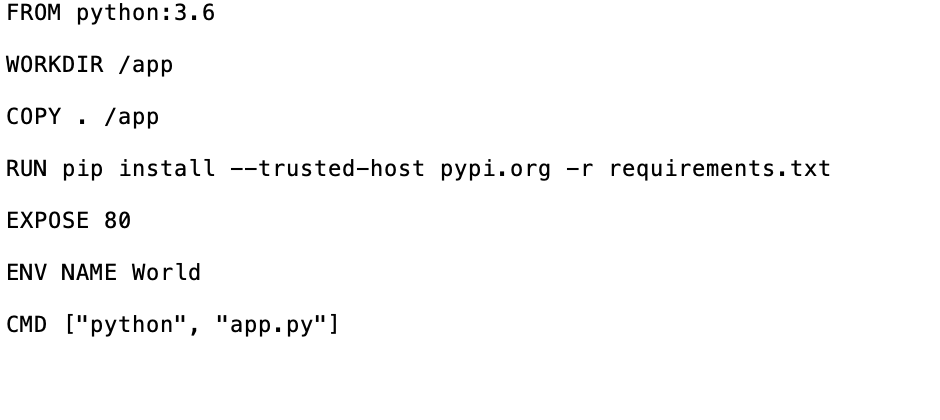 FROM python:3.6
WORKDIR /app
COPY . /app
RUN pip install --trusted-host pypi.org -r requirements.txt
EXPOSE 80
ENV NAME World
CMD ["python", "app.py"]